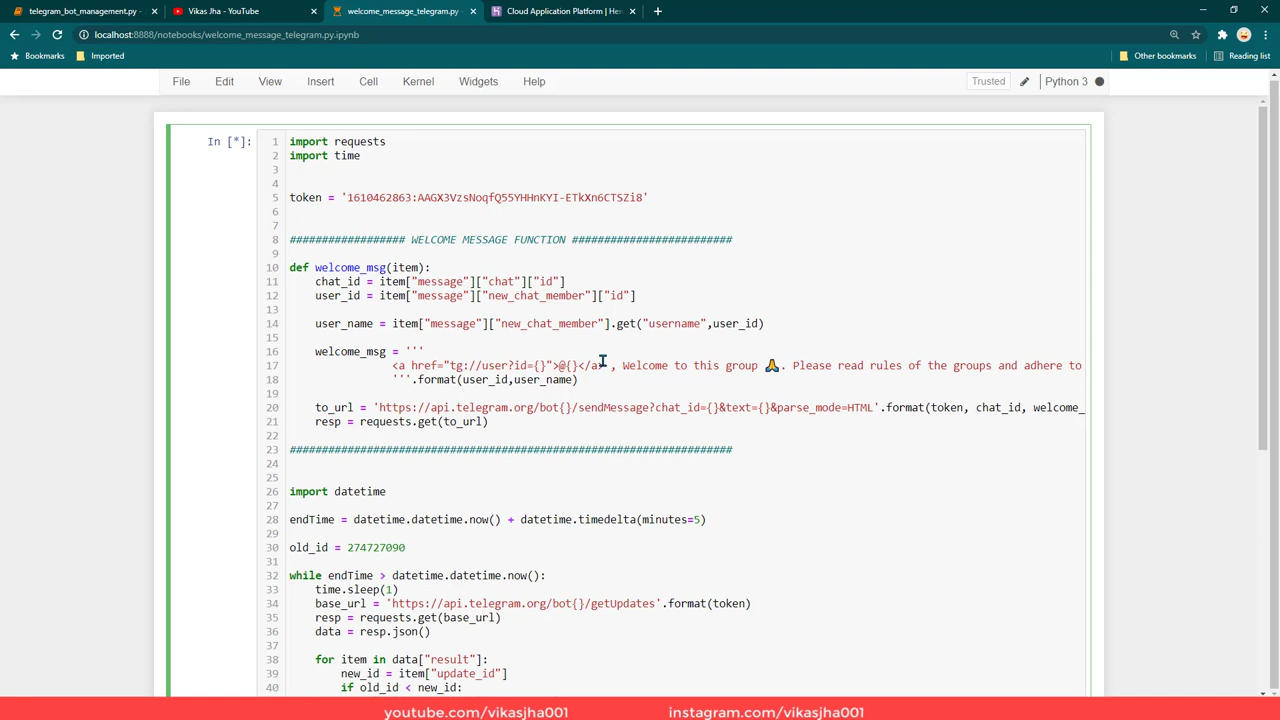 telegram_bot_management.py -
Vikas Jha - YouTube
welcome_message_telegram.py -
Cloud Application Platform | Her
localhost:8888/notebooks/welcome_message_telegram.py.ipynb
Bookmarks
Imported
Other bookmarks
Reading list
File Edit View Insert Cell Kernel Widgets Help
Trusted
Python 3
In [*]:
1 import requests
2 import time
3
4
5 token = '1610462863:AAGX3VzsNoqfQ55YHHnKYI-ETkXn6CTSZi8'
6
7
8 ################## WELCOME MESSAGE FUNCTION #########################
9
10 def welcome_msg(item):
11 chat_id = item["message"]["chat"]["id"]
12 user_id = item["message"]["new_chat_member"]["id"]
13
14 user_name = item["message"]["new_chat_member"].get("username",user_id)
15
16 welcome_msg = '''
17 <a href="tg://user?id={}">@{}</a>, Welcome to this group 🙏. Please read rules of the groups and adhere to
18 '''.format(user_id,user_name)
19
20 to_url = 'https://api.telegram.org/bot{}/sendMessage?chat_id={}&text={}&parse_mode=HTML'.format(token, chat_id, welcome_
21 resp = requests.get(to_url)
22
23 #####################################################################
24
25
26 import datetime
27
28 endTime = datetime.datetime.now() + datetime.timedelta(minutes=5)
29
30 old_id = 274727090
31
32 while endTime > datetime.datetime.now():
33 time.sleep(1)
34 base_url = 'https://api.telegram.org/bot{}/getUpdates'.format(token)
35 resp = requests.get(base_url)
36 data = resp.json()
37
38 for item in data["result"]:
39 new_id = item["update_id"]
40 if old_id < new_id:
youtube.com/vikasjha001
instagram.com/vikasjha001